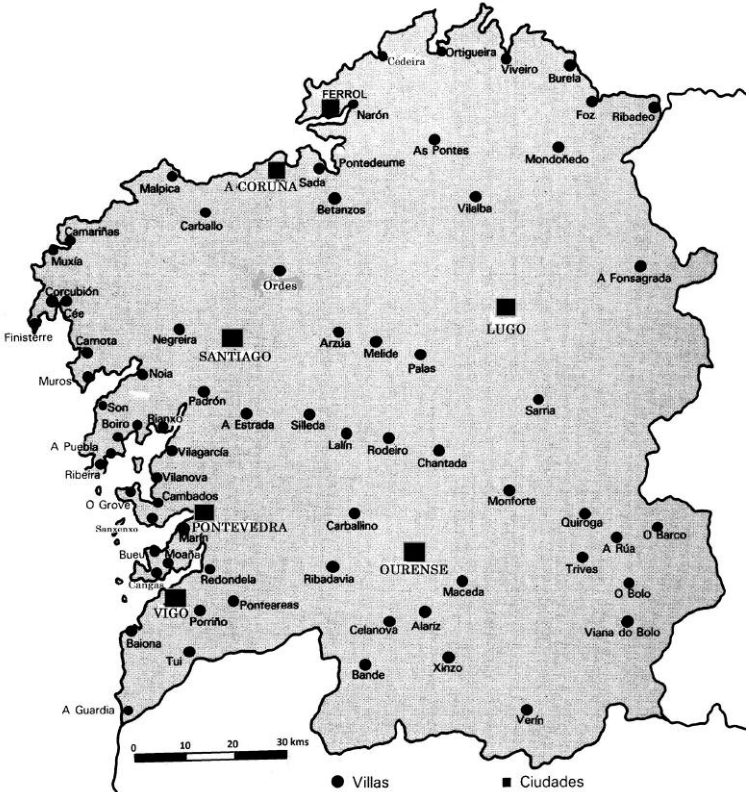 Cedeira
Ortigueira
Viveiro
Burela
FERROL
Narón
Foz
Ribadeo
As Pontes
Mondoñedo
Pontedeume
Sada
A CORUÑA
Malpica
Betanzos
Vilalba
Carballo
Camariñas
Muxía
A Fonsagrada
Ordes
Corcubión
Cée
LUGO
Finisterre
Negreira
SANTIAGO
Arzúa
Melide
Palas
Carnota
Muros
Noia
Padrón
Sarria
Son
Boiro
Rianxo
A Estrada
Silleda
Lalín
Rodeiro
Chantada
A Puebla
Vilagarcía
Ribeira
Vilanova
Monforte
O Grove
Cambados
PONTEVEDRA
Carballino
Quiroga
O Barco
Sanxenxo
Marín
A Rúa
Bueu
Moaña
OURENSE
Trives
Cangas
Redondela
Ribadavia
Maceda
O Bolo
VIGO
Ponteareas
Porriño
Celanova
Alariz
Viana do Bolo
Baiona
Tui
Bande
Xinzo
A Guardia
Verín
0 10 20 30 kms
Villas
Ciudades